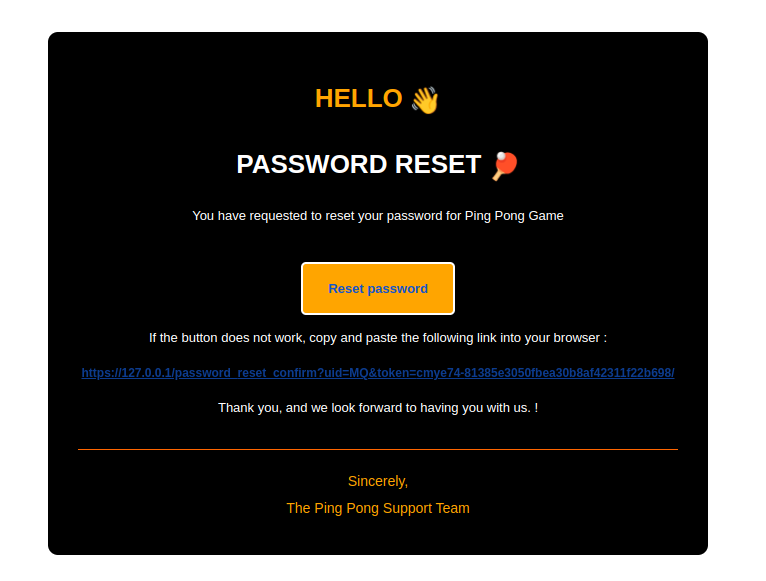 HELLO 👋
PASSWORD RESET 🏓
You have requested to reset your password for Ping Pong Game
Reset password
If the button does not work, copy and paste the following link into your browser :
https://127.0.0.1/password_reset_confirm?uid=MQ&token=cmye74-81385e3050fbea30b8af42311f22b698/
Thank you, and we look forward to having you with us. !
Sincerely,
The Ping Pong Support Team